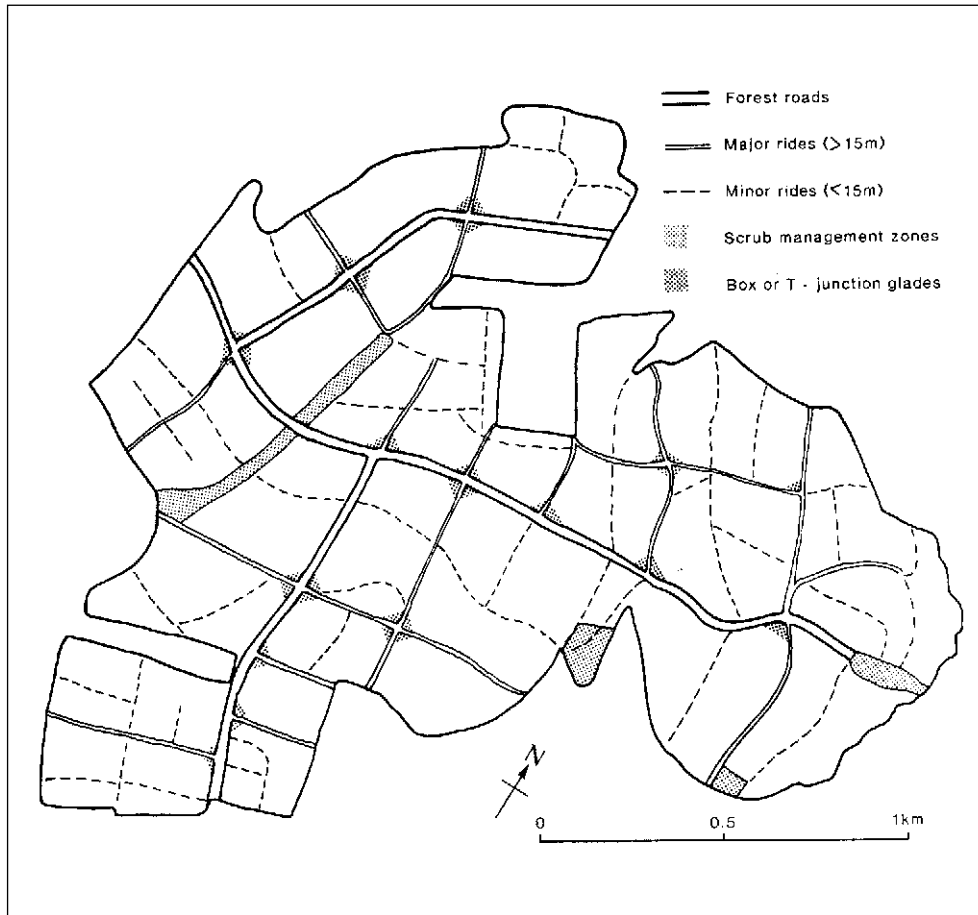 Forest roads
Major rides (>15m)
Minor rides (<15m)
Scrub management zones
Box or T - junction glades
N
0 0.5 1km